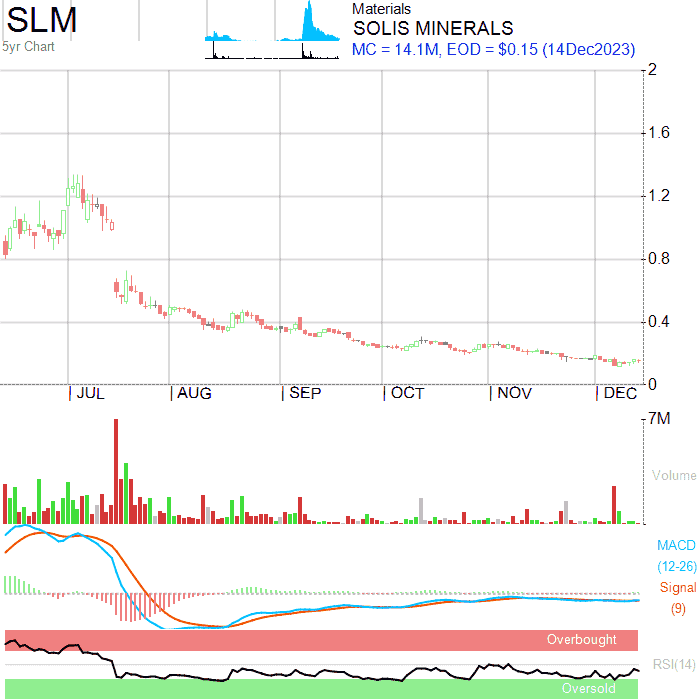 SLM
5yr Chart
Materials
SOLIS MINERALS
MC = 14.1M, EOD = $0.15 (14Dec2023)
2
1.6
1.2
0.8
0.4
0
JUL AUG SEP OCT NOV DEC
7M
Volume
MACD
(12-26)
Signal
(9)
Overbought
RSI(14)
Oversold